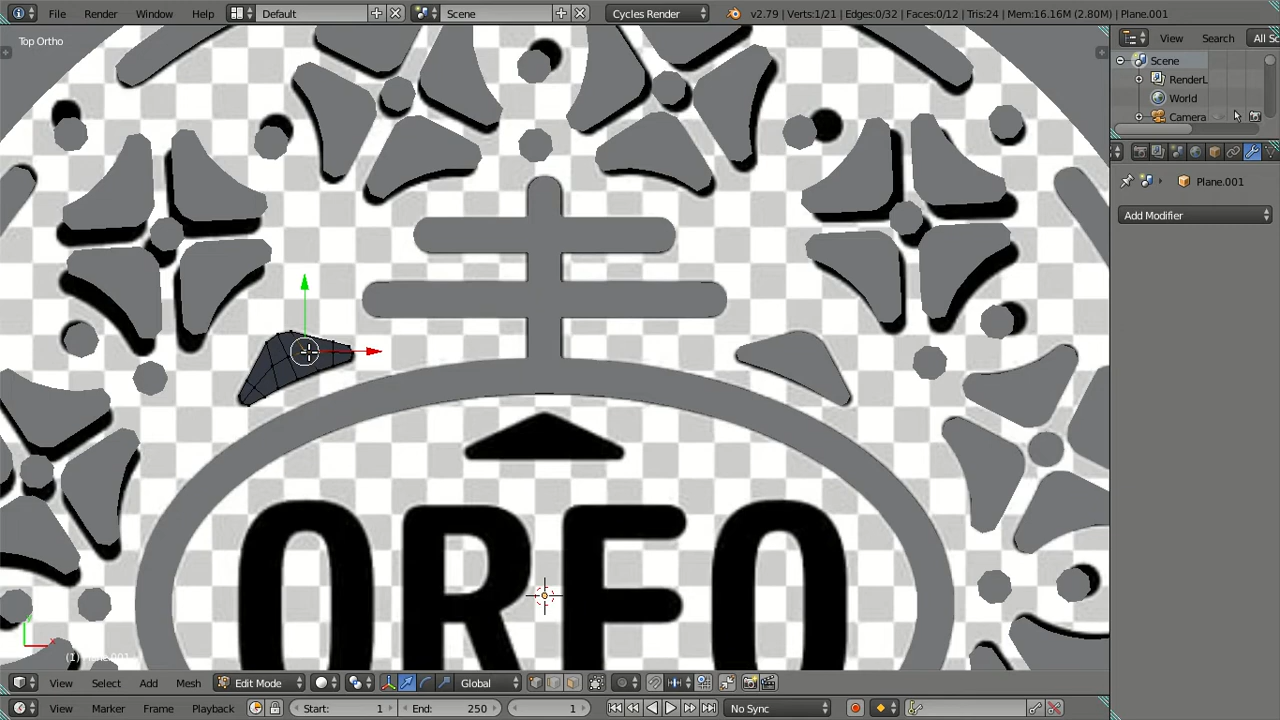 File Render Window Help Default Scene Cycles Render v2.79 | Verts:1/21 | Edges:0/32 | Faces:0/12 | Tris:24 | Mem:16.16M (2.80M) | Plane.001
Top Ortho
View Search All Sc
Scene
RenderL
World
Camera
Plane.001
Add Modifier
OREO
(1) Plane.001
View Select Add Mesh Edit Mode Global
View Marker Frame Playback Start: 1 End: 250 1 No Sync